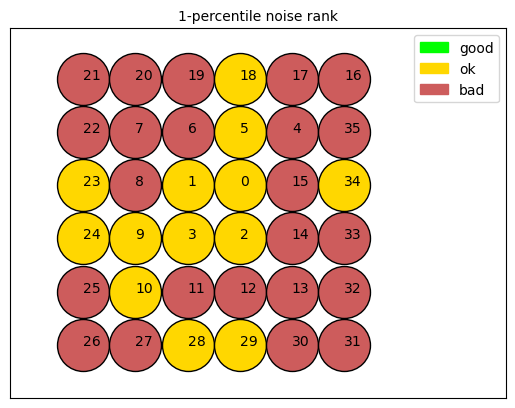 1-percentile noise rank
good
ok
bad
21 20 19 18 17 16
22 7 6 5 4 35
23 8 1 0 15 34
24 9 3 2 14 33
25 10 11 12 13 32
26 27 28 29 30 31